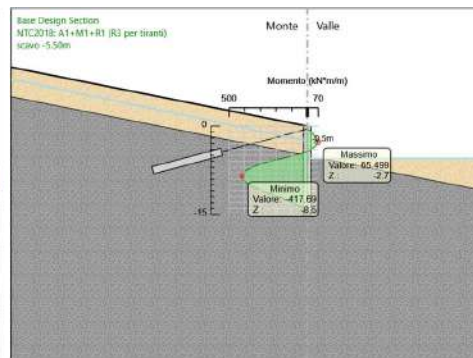 Base Design Section
NTC2018: A1+M1+R1 (R3 per tiranti)
scavo -5.50m
Monte
Valle
Momento (kN*m/m)
500
70
0
0.5m
Massimo
Valore: 65.499
Z -2.7
Minimo
Valore: -417.69
Z -8.5
-15